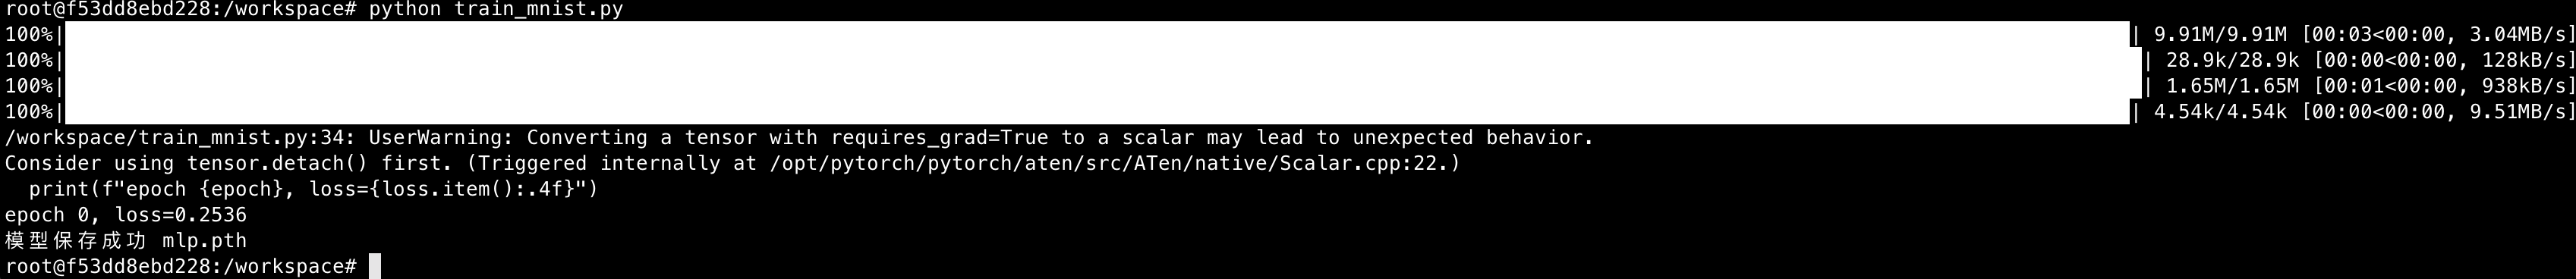 root@f53dd8ebd228:/workspace# python train_mnist.py
100%| | 9.91M/9.91M [00:03<00:00, 3.04MB/s]
100%| | 28.9k/28.9k [00:00<00:00, 128kB/s]
100%| | 1.65M/1.65M [00:01<00:00, 938kB/s]
100%| | 4.54k/4.54k [00:00<00:00, 9.51MB/s]
/workspace/train_mnist.py:34: UserWarning: Converting a tensor with requires_grad=True to a scalar may lead to unexpected behavior.
Consider using tensor.detach() first. (Triggered internally at /opt/pytorch/pytorch/aten/src/ATen/native/Scalar.cpp:22.)
  print(f"epoch {epoch}, loss={loss.item():.4f}")
epoch 0, loss=0.2536
模型保存成功 mlp.pth
root@f53dd8ebd228:/workspace#